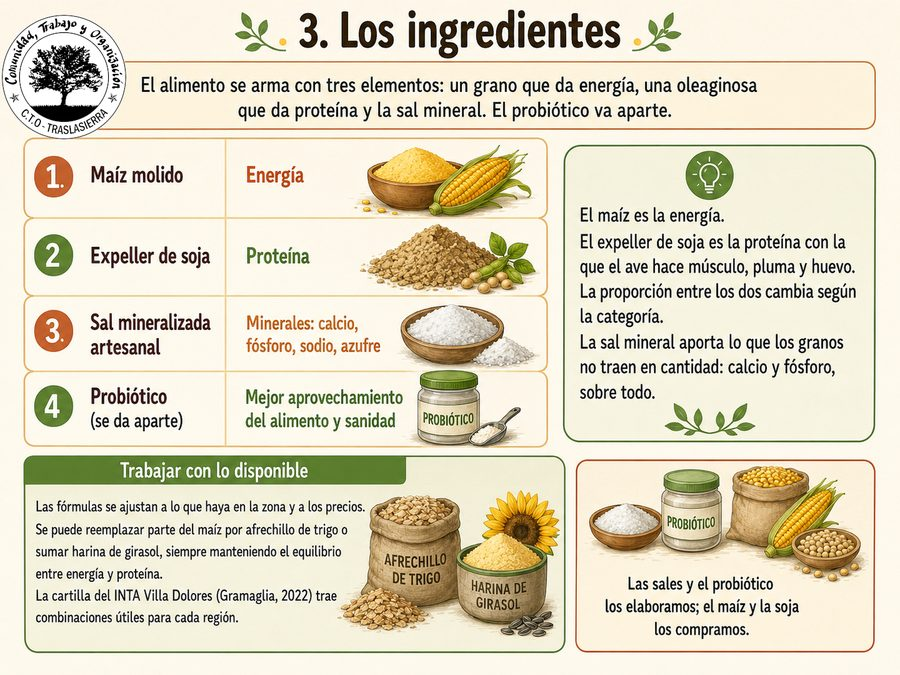 Comunidad, Trabajo y Organización
C.T.O - TRASLASIERRA
3. Los ingredientes
El alimento se arma con tres elementos: un grano que da energía, una oleaginosa
que da proteína y la sal mineral. El probiótico va aparte.
1.
Maíz molido
Energía
2
Expeller de soja
Proteína
3.
Sal mineralizada
artesanal
Minerales: calcio,
fósforo, sodio, azufre
4
Probiótico
(se da aparte)
Mejor aprovechamiento
del alimento y sanidad
PROBIÓTICO
El maíz es la energía.
El expeller de soja es la proteína con la
que el ave hace músculo, pluma y huevo.
La proporción entre los dos cambia según
la categoría.
La sal mineral aporta lo que los granos
no traen en cantidad: calcio y fósforo,
sobre todo.
Trabajar con lo disponible
Las fórmulas se ajustan a lo que haya en la zona y a los precios.
Se puede reemplazar parte del maíz por afrechillo de trigo o
sumar harina de girasol, siempre manteniendo el equilibrio
entre energía y proteína.
La cartilla del INTA Villa Dolores (Gramaglia, 2022) trae
combinaciones útiles para cada región.
AFRECHILLO
DE TRIGO
HARINA DE
GIRASOL
PROBIÓTICO
Las sales y el probiótico
los elaboramos; el maíz y la soja
los compramos.